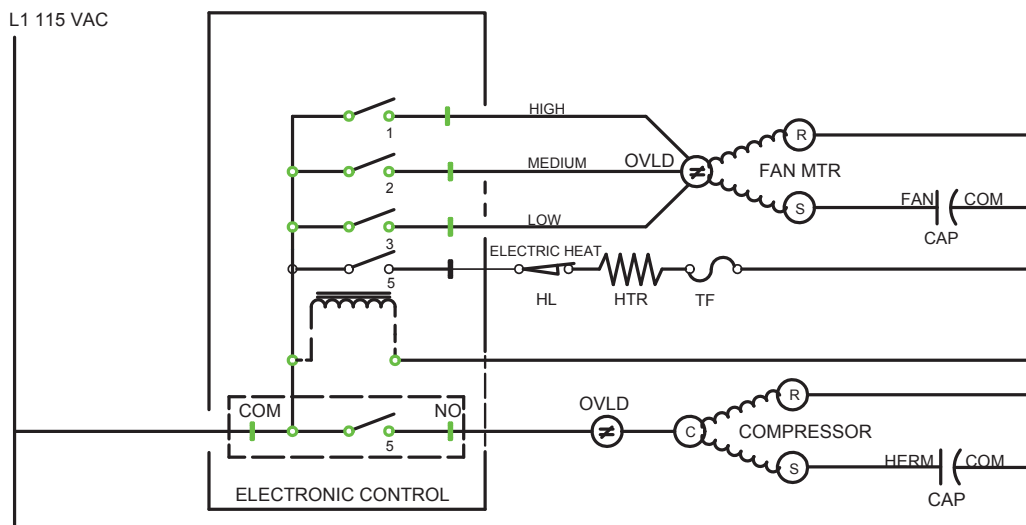 L1 115 VAC
HIGH
1
R
MEDIUM
OVLD
FAN MTR
2
FAN
COM
S
LOW
CAP
3
ELECTRIC HEAT
5
HL
HTR
TF
COM
NO
OVLD
R
C
COMPRESSOR
5
HERM
COM
S
ELECTRONIC CONTROL
CAP